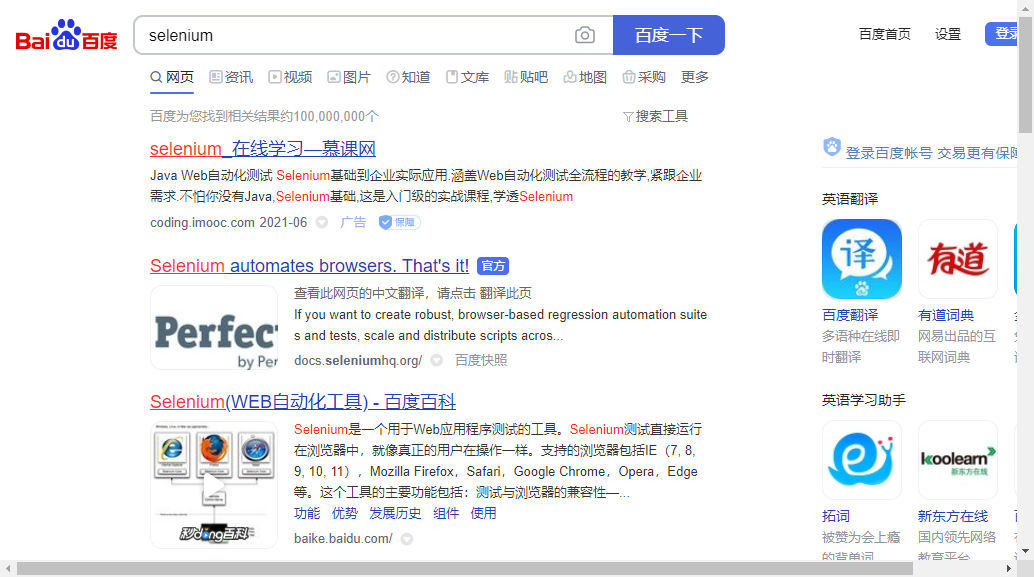 Bai du 百度
selenium
百度一下
百度首页 设置 登录
网页 资讯 视频 图片 知道 文库 贴吧 地图 采购 更多
百度为您找到相关结果约100,000,000个
搜索工具
selenium_在线学习—慕课网
Java Web自动化测试 Selenium基础到企业实际应用.涵盖Web自动化测试全流程的教学,紧跟企业
需求.不怕你没有Java,Selenium基础,这是入门级的实战课程,学透Selenium
coding.imooc.com 2021-06 广告 保障
Selenium automates browsers. That's it! 官方
查看此网页的中文翻译，请点击 翻译此页
If you want to create robust, browser-based regression automation suite
s and tests, scale and distribute scripts acros...
docs.seleniumhq.org/ 百度快照
Perfec
by Per
Selenium(WEB自动化工具) - 百度百科
Selenium是一个用于Web应用程序测试的工具。Selenium测试直接运行
在浏览器中，就像真正的用户在操作一样。支持的浏览器包括IE（7, 8,
9, 10, 11），Mozilla Firefox，Safari，Google Chrome，Opera，Edge
等。这个工具的主要功能包括：测试与浏览器的兼容性—...
功能 优势 发展历史 组件 使用
baike.baidu.com/
秒dong百科
登录百度帐号 交易更有保障
英语翻译
译
有道
百度翻译 有道词典
多语种在线即 网易出品的互
时翻译 联网词典
英语学习助手
koolearn
新东方在线
拓词 新东方在线
被赞为会上瘾 国内领先网络
的背单词 教育平台